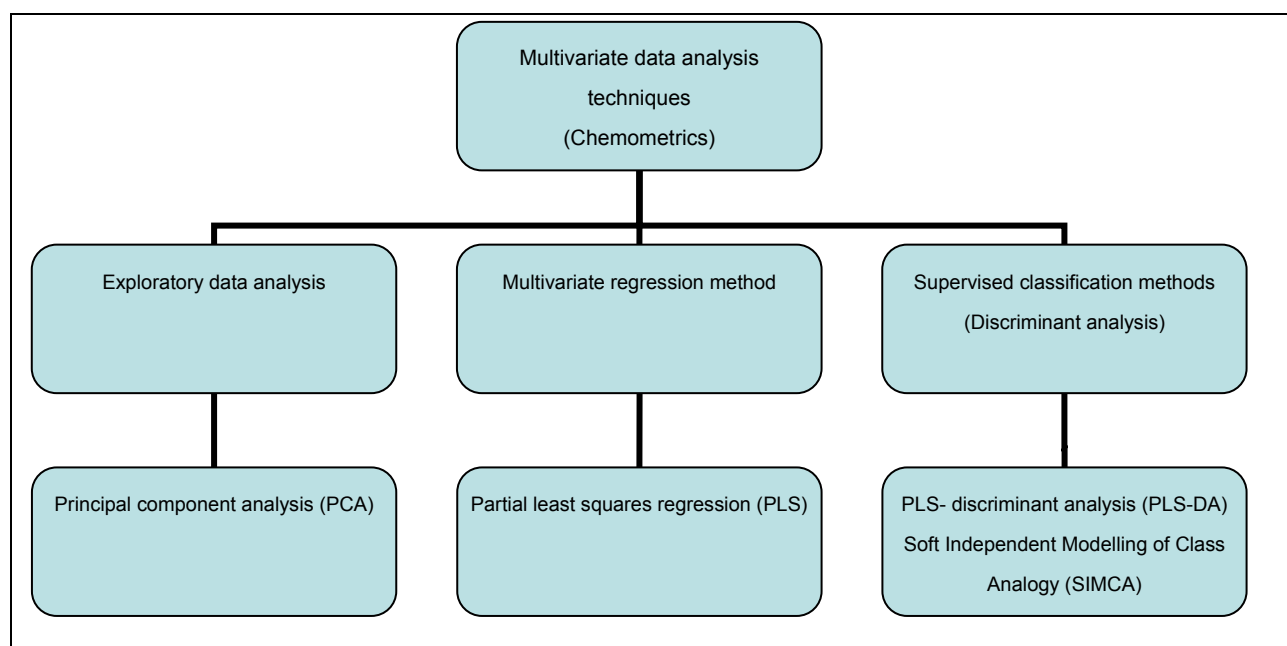 Multivariate data analysis
techniques
(Chemometrics)
Exploratory data analysis
Multivariate regression method
Supervised classification methods
(Discriminant analysis)
Principal component analysis (PCA)
Partial least squares regression (PLS)
PLS- discriminant analysis (PLS-DA)
Soft Independent Modelling of Class
Analogy (SIMCA)